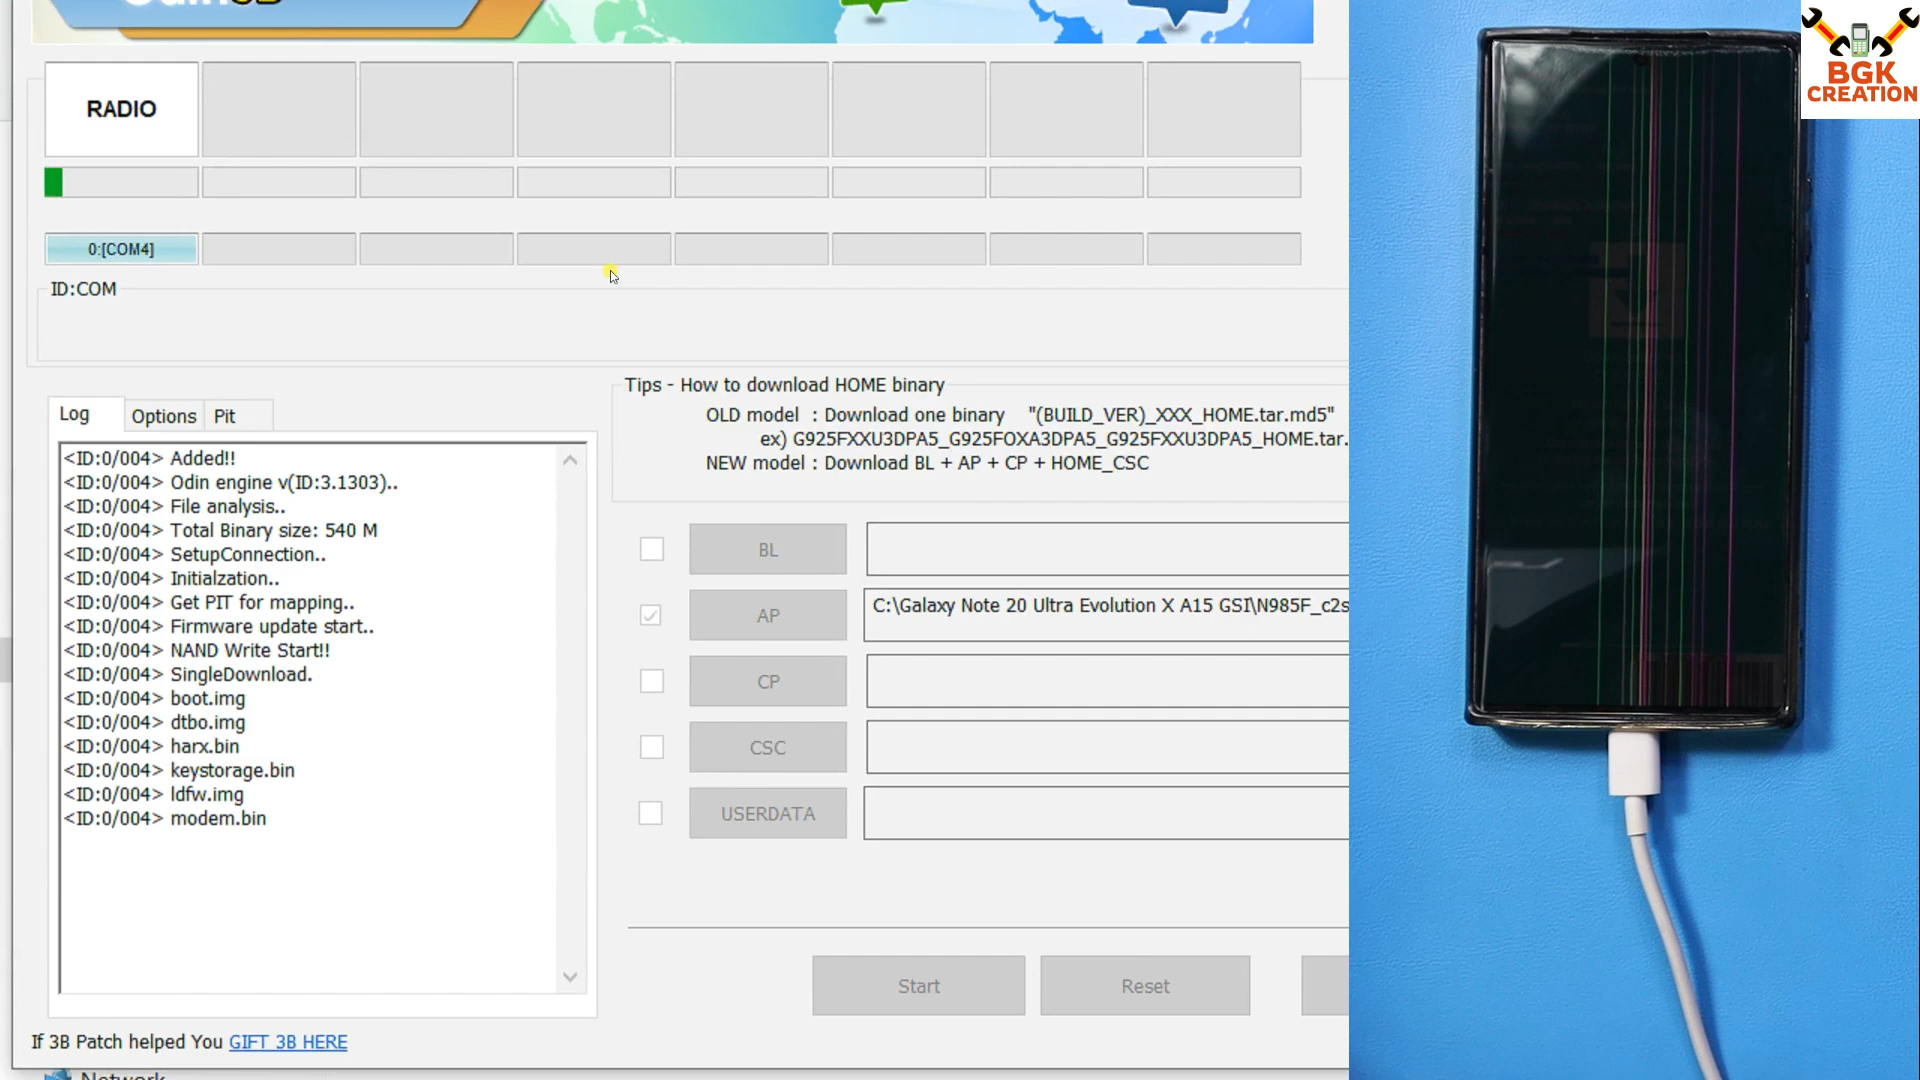 RADIO
0:[COM4]
ID:COM
Log
Options
Pit
<ID:0/004> Added!!
<ID:0/004> Odin engine v(ID:3.1303)..
<ID:0/004> File analysis..
<ID:0/004> Total Binary size: 540 M
<ID:0/004> SetupConnection..
<ID:0/004> Initialzation..
<ID:0/004> Get PIT for mapping..
<ID:0/004> Firmware update start..
<ID:0/004> NAND Write Start!!
<ID:0/004> SingleDownload.
<ID:0/004> boot.img
<ID:0/004> dtbo.img
<ID:0/004> harx.bin
<ID:0/004> keystorage.bin
<ID:0/004> ldfw.img
<ID:0/004> modem.bin
If 3B Patch helped You GIFT 3B HERE
Tips - How to download HOME binary
OLD model : Download one binary "(BUILD_VER)_XXX_HOME.tar.md5"
ex) G925FXXU3DPA5_G925FOXA3DPA5_G925FXXU3DPA5_HOME.tar.
NEW model : Download BL + AP + CP + HOME_CSC
BL
AP
C:\Galaxy Note 20 Ultra Evolution X A15 GSI\N985F_c2s
CP
CSC
USERDATA
Start
Reset
Network
BGK
CREATION